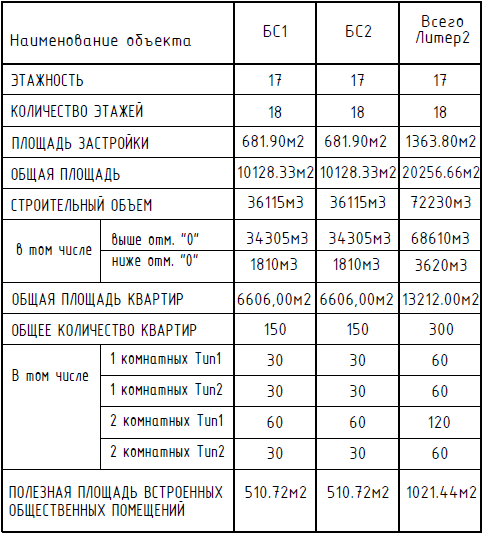 Наименование объекта БС1 БС2 Всего Литер2
ЭТАЖНОСТЬ 17 17 17
КОЛИЧЕСТВО ЭТАЖЕЙ 18 18 18
ПЛОЩАДЬ ЗАСТРОЙКИ 681.90м2 681.90м2 1363.80м2
ОБЩАЯ ПЛОЩАДЬ 10128.33м2 10128.33м2 20256.66м2
СТРОИТЕЛЬНЫЙ ОБЪЕМ 36115м3 36115м3 72230м3
в том числе
выше отм. "0" 34305м3 34305м3 68610м3
ниже отм. "0" 1810м3 1810м3 3620м3
ОБЩАЯ ПЛОЩАДЬ КВАРТИР 6606,00м2 6606,00м2 13212.00м2
ОБЩЕЕ КОЛИЧЕСТВО КВАРТИР 150 150 300
В том числе
1 комнатных Тип1 30 30 60
1 комнатных Тип2 30 30 60
2 комнатных Тип1 60 60 120
2 комнатных Тип2 30 30 60
ПОЛЕЗНАЯ ПЛОЩАДЬ ВСТРОЕННЫХ 510.72м2 510.72м2 1021.44м2
ОБЩЕСТВЕННЫХ ПОМЕЩЕНИЙ